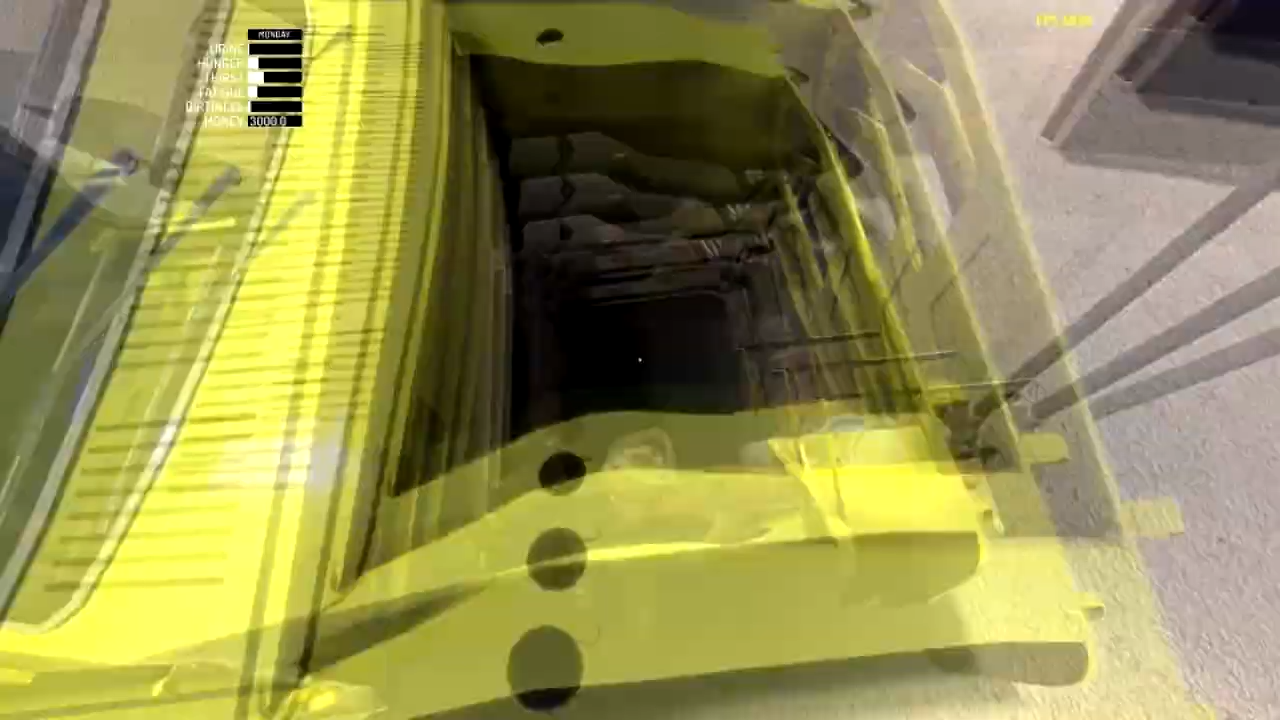 MONDAY
URINE
HUNGER
THIRST
FATIGUE
DIRTINESS
MONEY 3000.0